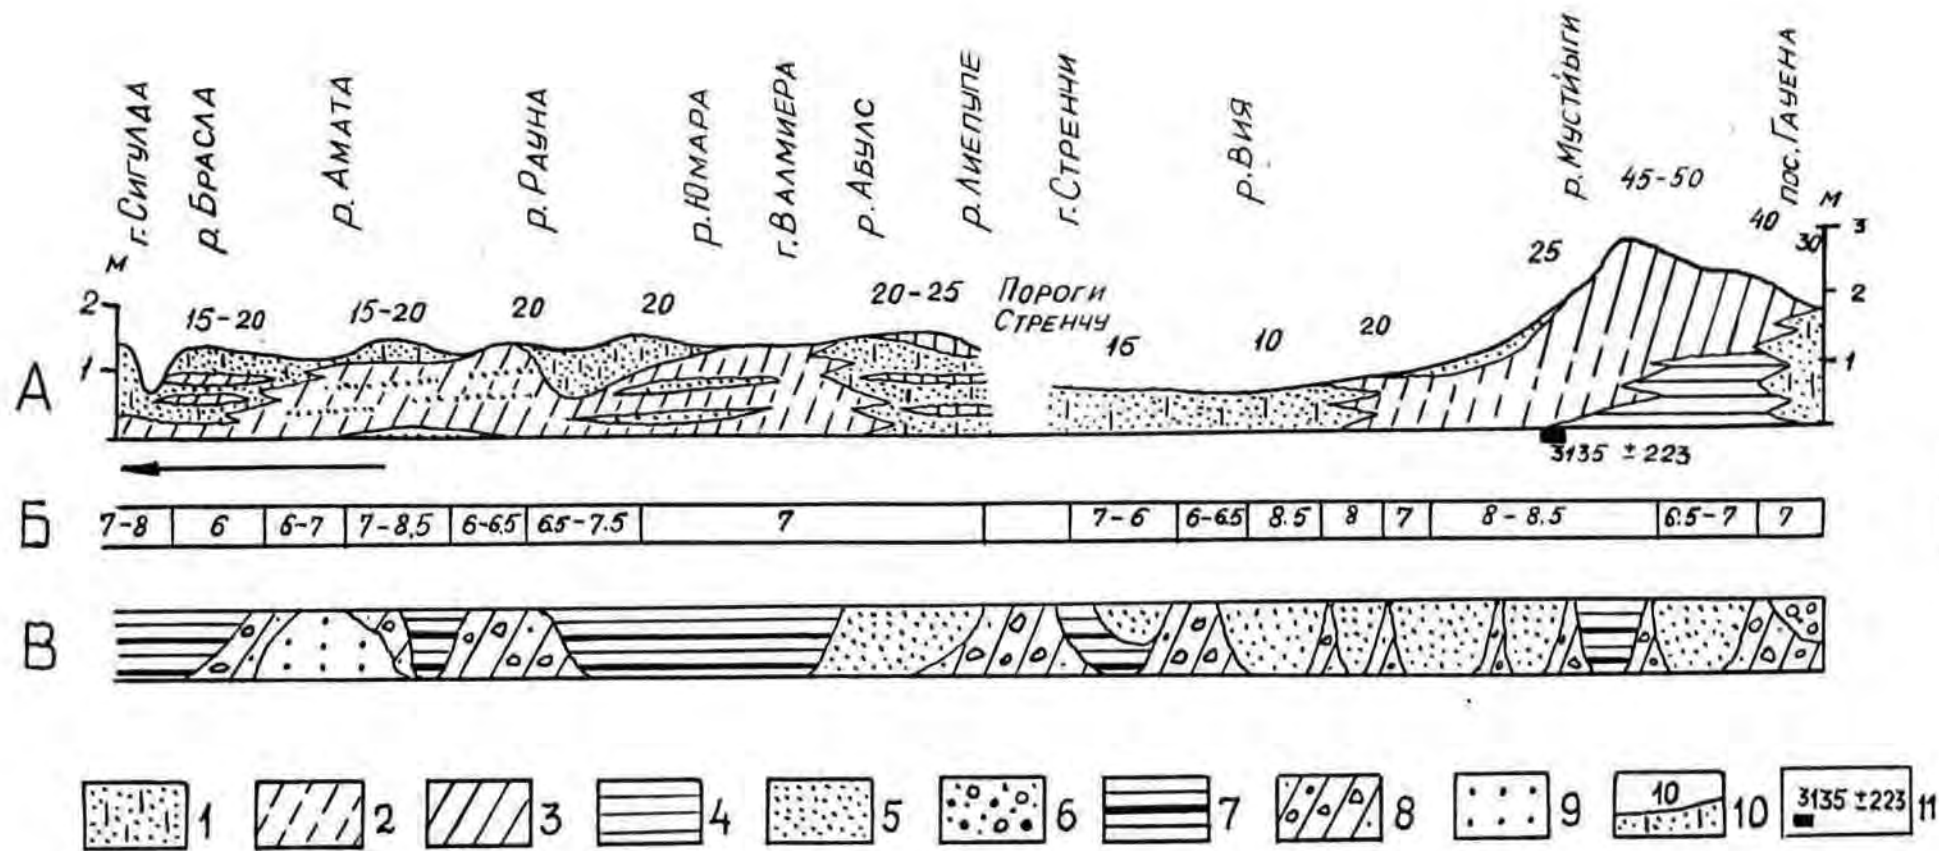 г.Сигулда
р.Брасла
р.Амата
р.Рауна
р.Юмара
г.Валмиера
р.Абулс
р.Лиепупе
г.Стренчи
р.Вия
р.Мустйыги
пос.Гауена
45-50
м
40
30
3
25
м
2
15-20
15-20
20
20
20-25
Пороги
Стренчу
15
10
20
2
1
1
А
3135 ± 223
Б
7-8
6
6-7
7-8,5
6-6.5
6.5-7.5
7
7-6
6-6.5
8.5
8
7
8-8.5
6.5-7
7
В
1
2
3
4
5
6
7
8
9
10
10
3135 ±223
11